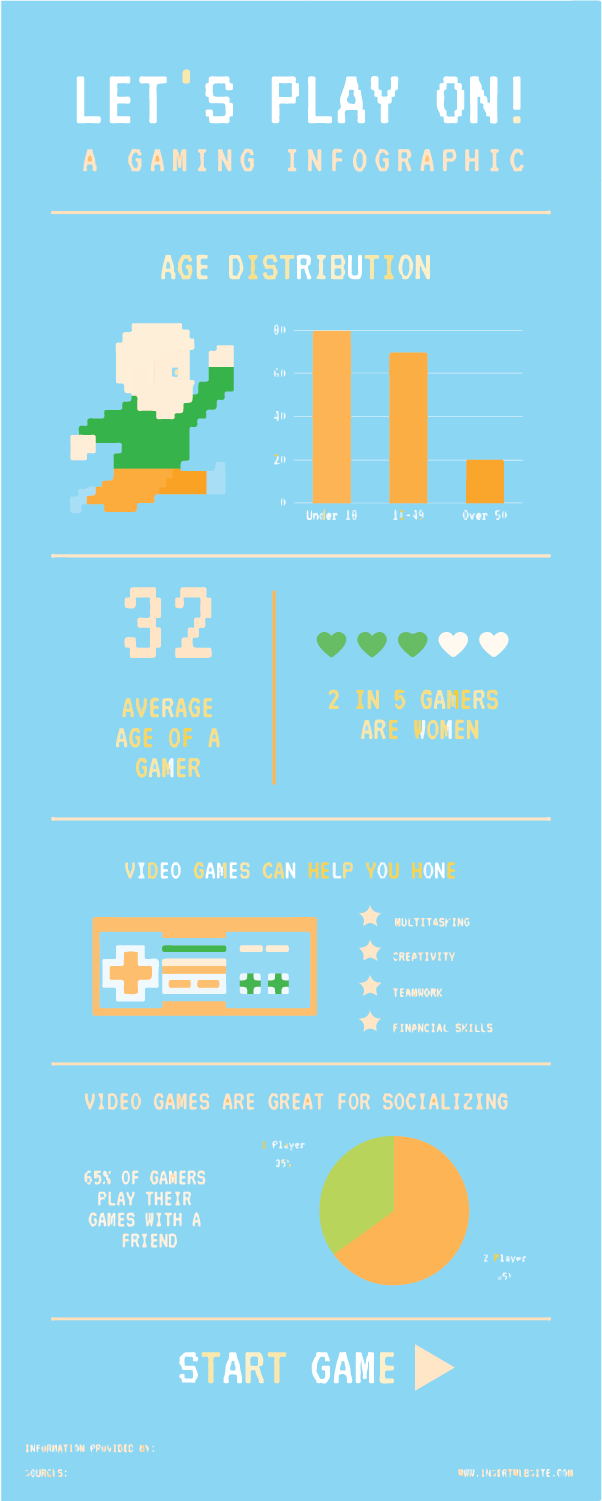 LET'S PLAY ON!
A GAMING INFOGRAPHIC
AGE DISTRIBUTION
80
60
40
20
0
Under 18
18-49
Over 50
32
AVERAGE
AGE OF A
GAMER
2 IN 5 GAMERS
ARE WOMEN
VIDEO GAMES CAN HELP YOU HONE
MULTITASKING
CREATIVITY
TEAMWORK
FINANCIAL SKILLS
VIDEO GAMES ARE GREAT FOR SOCIALIZING
65% OF GAMERS
PLAY THEIR
GAMES WITH A
FRIEND
1 Player
35%
2 Player
65%
START GAME
INFORMATION PROVIDED BY:
SOURCES:
WWW.INSERTWEBSITE.COM